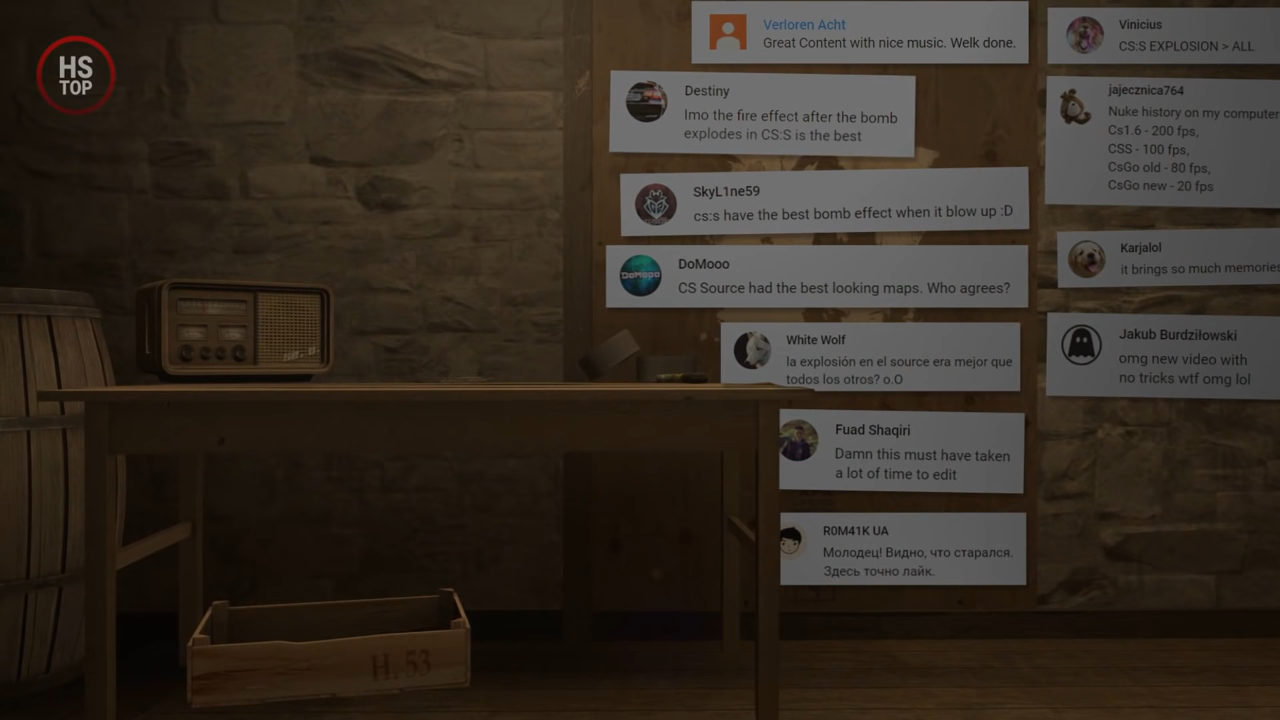 HS
TOP
Verloren Acht
Great Content with nice music. Welk done.
Destiny
Imo the fire effect after the bomb
explodes in CS:S is the best
SkyL1ne59
cs:s have the best bomb effect when it blow up :D
DoMooo
DoMooo
CS Source had the best looking maps. Who agrees?
White Wolf
la explosión en el source era mejor que
todos los otros? o.O
Fuad Shaqiri
Damn this must have taken
a lot of time to edit
R0M41K UA
Молодец! Видно, что старался.
Здесь точно лайк.
Vinicius
CS:S EXPLOSION > ALL
jajecznica764
Nuke history on my computer
Cs1.6 - 200 fps,
CSS - 100 fps,
CsGo old - 80 fps,
CsGo new - 20 fps
Karjalol
it brings so much memories
Jakub Burdziłowski
omg new video with
no tricks wtf omg lol
H. 53